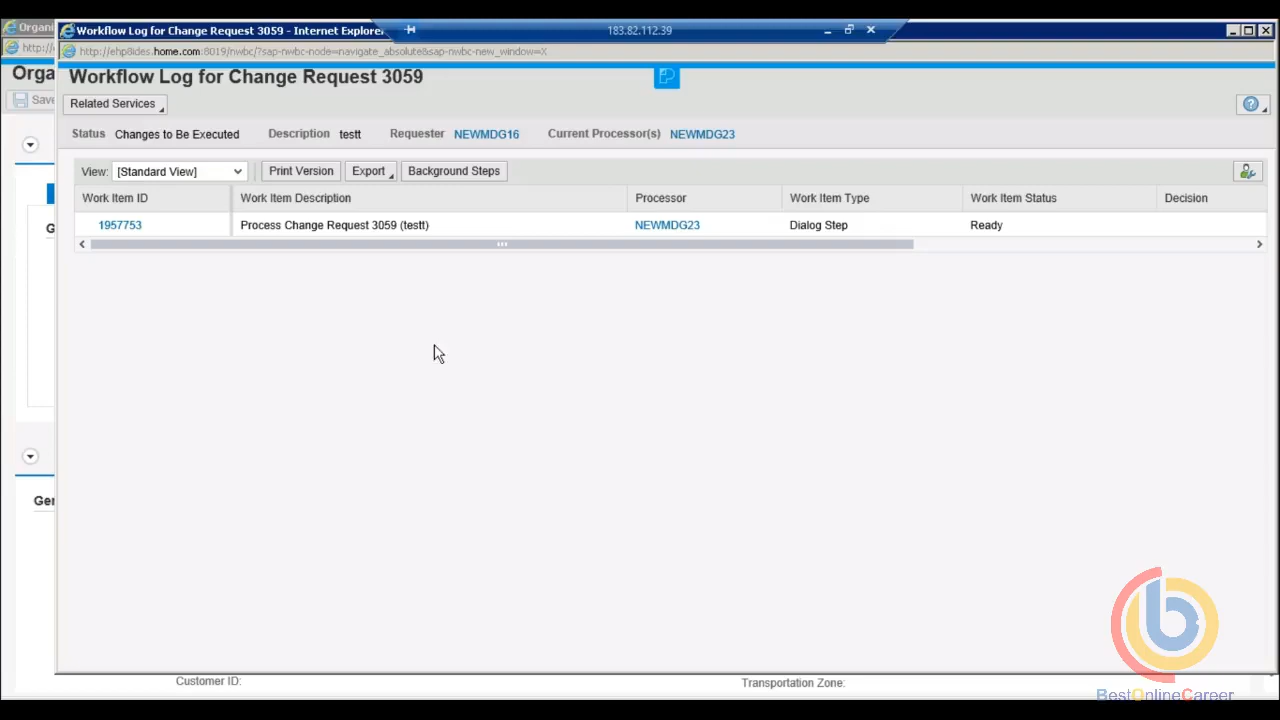 Organi
Workflow Log for Change Request 3059 - Internet Explorer
183.82.112.39
http://
http://ehp8ides.home.com:8019/nwbc/?sap-nwbc-node=navigate_absolute&sap-nwbc-new_window=X
Orga
Workflow Log for Change Request 3059
Save
Related Services
Status Changes to Be Executed Description testt Requester NEWMDG16 Current Processor(s) NEWMDG23
View: [Standard View] Print Version Export Background Steps
Work Item ID Work Item Description Processor Work Item Type Work Item Status Decision
1957753 Process Change Request 3059 (testt) NEWMDG23 Dialog Step Ready
G
Ger
Customer ID: Transportation Zone:
b
BestOnlineCareer